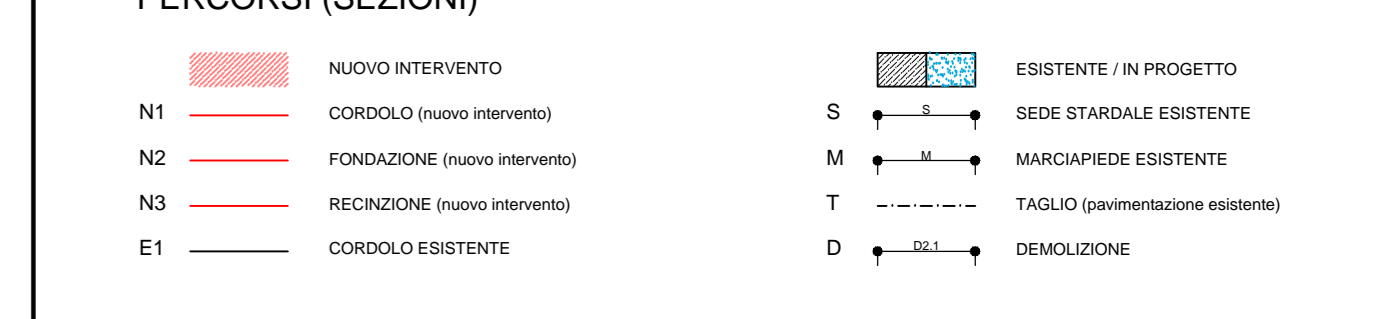 PERCORSI (SEZIONI)
NUOVO INTERVENTO
N1 CORDOLO (nuovo intervento)
N2 FONDAZIONE (nuovo intervento)
N3 RECINZIONE (nuovo intervento)
E1 CORDOLO ESISTENTE
ESISTENTE / IN PROGETTO
S S SEDE STARDALE ESISTENTE
M M MARCIAPIEDE ESISTENTE
T TAGLIO (pavimentazione esistente)
D D2.1 DEMOLIZIONE